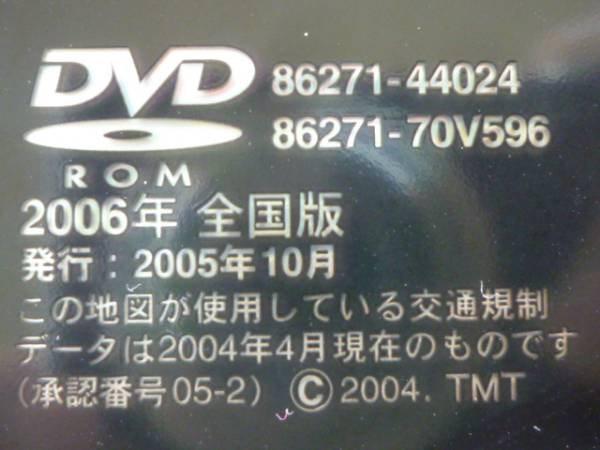 DVD 86271-44024
86271-70V596
ROM
2006年 全国版
発行：2005年10月
この地図が使用している交通規制
データは2004年4月現在のものです
(承認番号05-2) Ⓒ2004. TMT